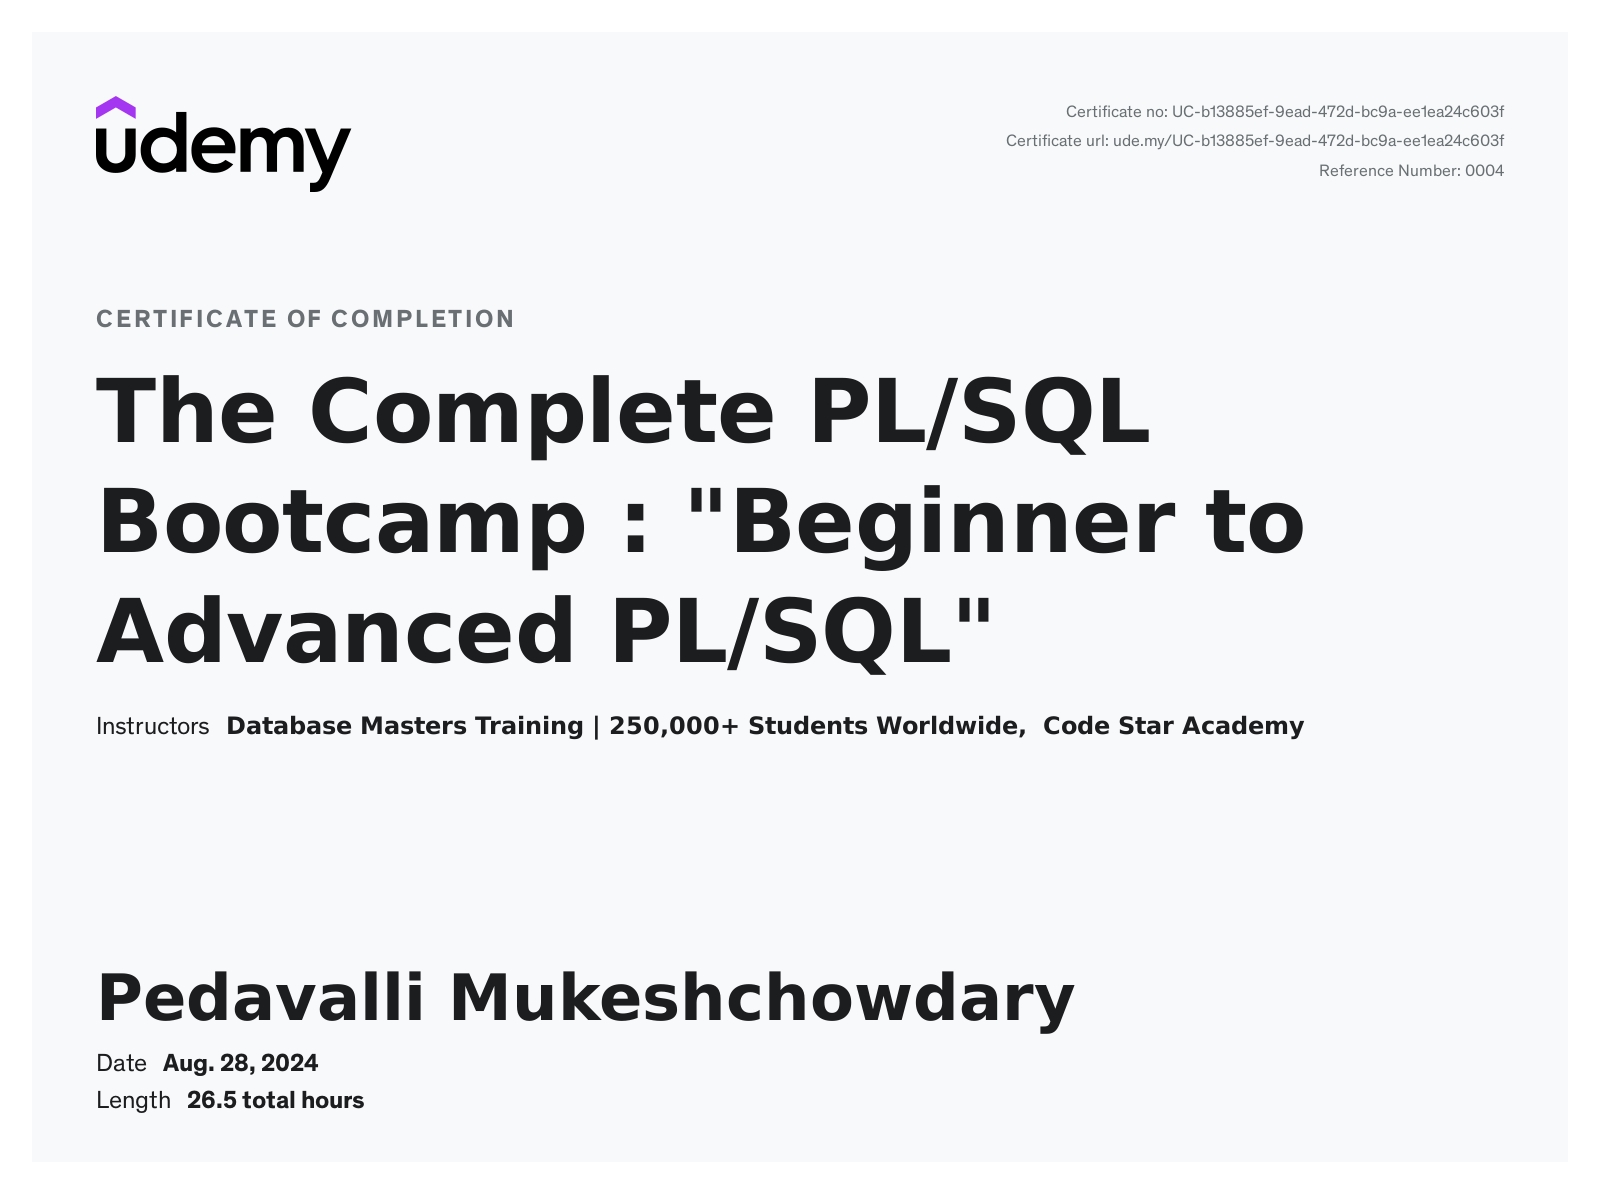 udemy
Certificate no: UC-b13885ef-9ead-472d-bc9a-ee1ea24c603f
Certificate url: ude.my/UC-b13885ef-9ead-472d-bc9a-ee1ea24c603f
Reference Number: 0004
CERTIFICATE OF COMPLETION
The Complete PL/SQL
Bootcamp : "Beginner to
Advanced PL/SQL"
Instructors Database Masters Training | 250,000+ Students Worldwide, Code Star Academy
Pedavalli Mukeshchowdary
Date Aug. 28, 2024
Length 26.5 total hours